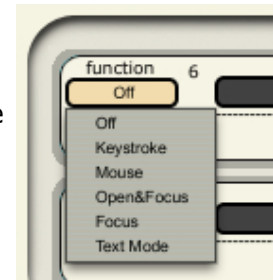 function 6
Off
e
Off
Keystroke
Mouse
Open&Focus
Focus
Text Mode